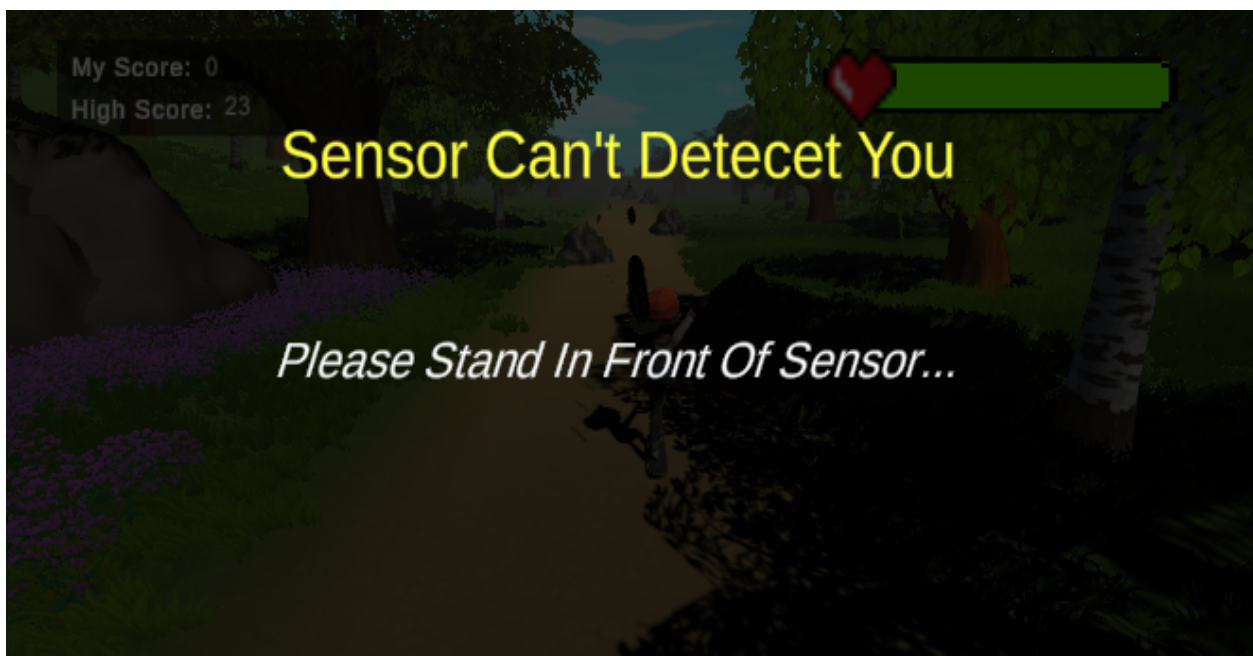 My Score: 0
High Score: 23
Sensor Can't Detecet You
Please Stand In Front Of Sensor...